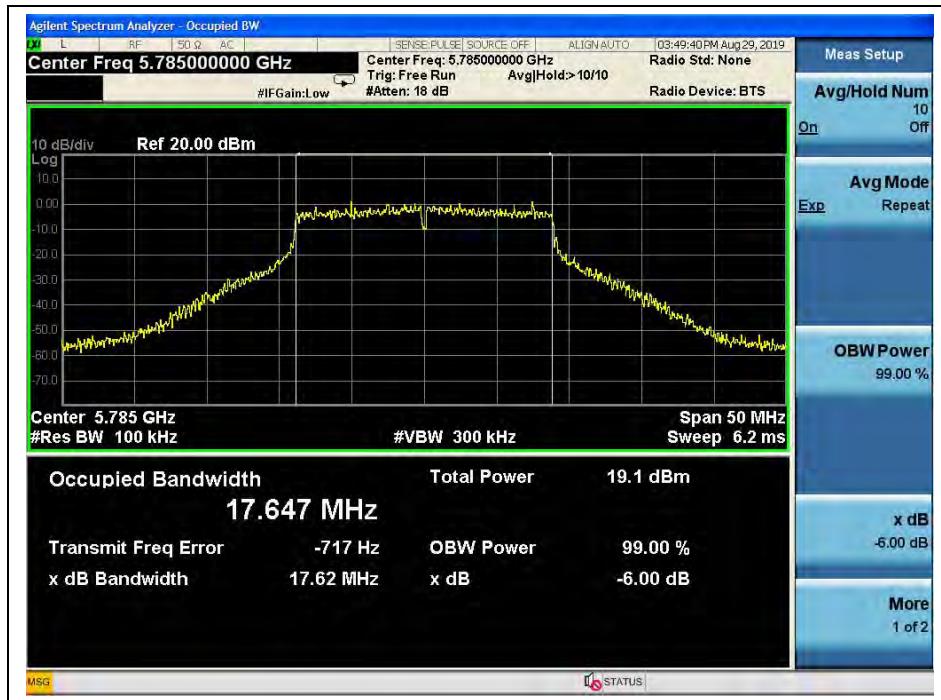 Agilent Spectrum Analyzer - Occupied BW
LXI L RF 50 Ω AC SENSE:PULSE SOURCE OFF ALIGN AUTO 03:49:40 PM Aug 29, 2019
Center Freq 5.785000000 GHz
Center Freq: 5.785000000 GHz
Radio Std: None
Trig: Free Run Avg|Hold:>10/10
#IFGain:Low
#Atten: 18 dB
Radio Device: BTS
10 dB/div Ref 20.00 dBm
Log
10.0
0.00
-10.0
-20.0
-30.0
-40.0
-50.0
-60.0
-70.0
Center 5.785 GHz Span 50 MHz
#Res BW 100 kHz #VBW 300 kHz Sweep 6.2 ms
Occupied Bandwidth Total Power 19.1 dBm
17.647 MHz
Transmit Freq Error -717 Hz OBW Power 99.00 %
x dB Bandwidth 17.62 MHz x dB -6.00 dB
Meas Setup
Avg/Hold Num
10
On Off
Avg Mode
Exp Repeat
OBW Power
99.00 %
x dB
-6.00 dB
More
1 of 2
MSG STATUS